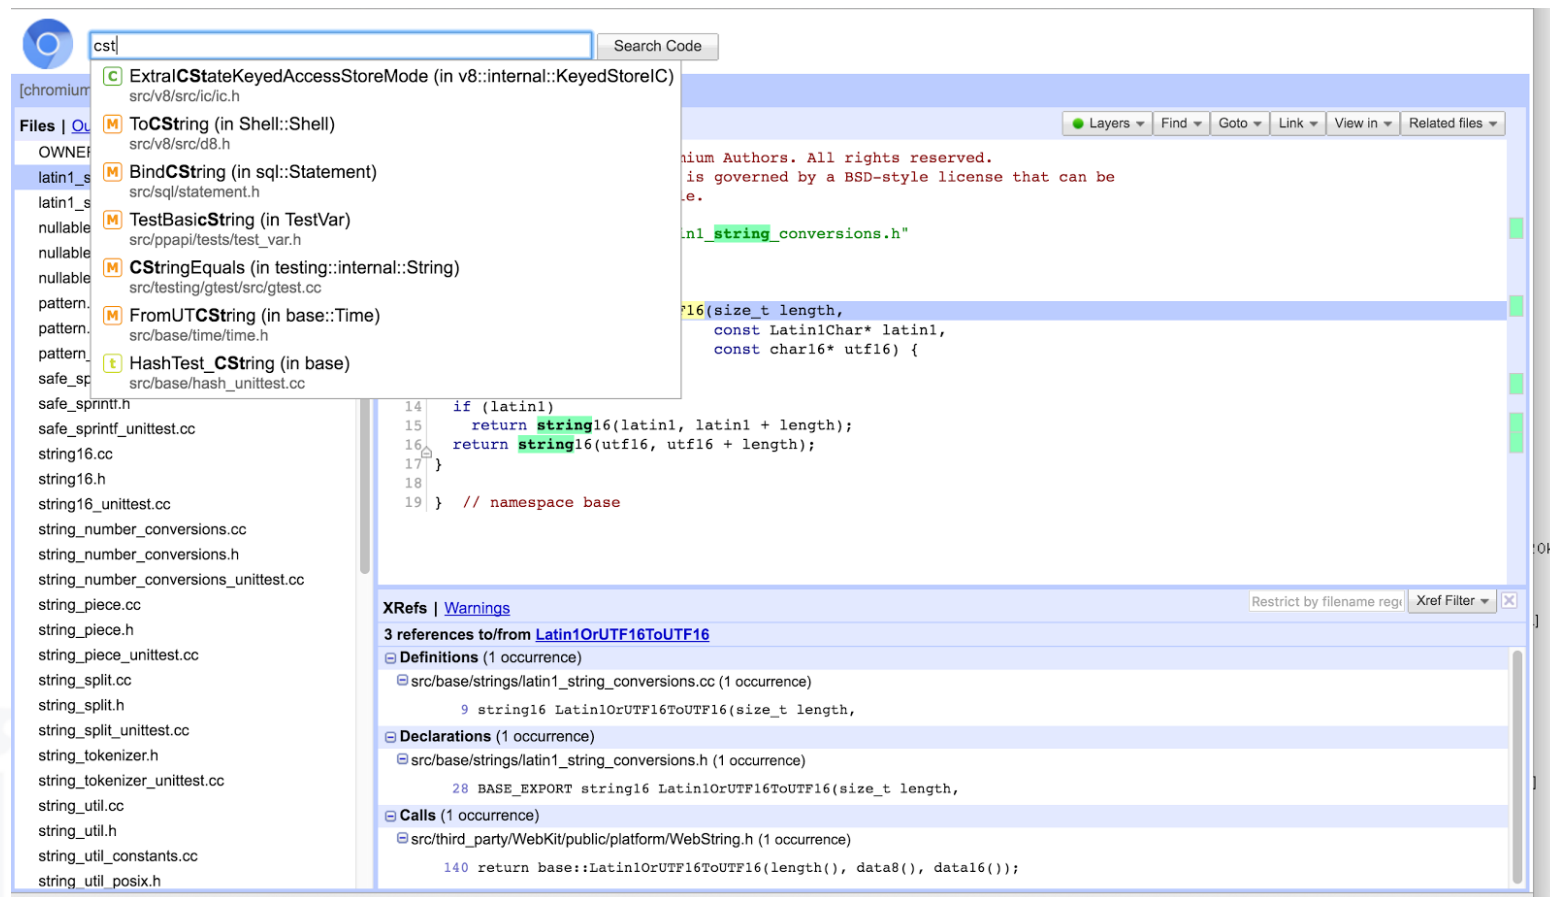 cst
Search Code
C ExtraICStateKeyedAccessStoreMode (in v8::internal::KeyedStoreIC)
src/v8/src/ic/ic.h
M ToCString (in Shell::Shell)
src/v8/src/d8.h
M BindCString (in sql::Statement)
src/sql/statement.h
M TestBasicString (in TestVar)
src/ppapi/tests/test_var.h
M CStringEquals (in testing::internal::String)
src/testing/gtest/src/gtest.cc
M FromUTCString (in base::Time)
src/base/time/time.h
t HashTest_CString (in base)
src/base/hash_unittest.cc
[chromium
Files | Ou
OWNER
latin1_s
latin1_s
nullable
nullable
nullable
pattern.
pattern.
pattern_
safe_sp
safe_sprintf.h
safe_sprintf_unittest.cc
string16.cc
string16.h
string16_unittest.cc
string_number_conversions.cc
string_number_conversions.h
string_number_conversions_unittest.cc
string_piece.cc
string_piece.h
string_piece_unittest.cc
string_split.cc
string_split.h
string_split_unittest.cc
string_tokenizer.h
string_tokenizer_unittest.cc
string_util.cc
string_util.h
string_util_constants.cc
string_util_posix.h
Layers Find Goto Link View in Related files
nium Authors. All rights reserved.
is governed by a BSD-style license that can be
le.
in1_string_conversions.h"
F16(size_t length,
const Latin1Char* latin1,
const char16* utf16) {
14 if (latin1)
15 return string16(latin1, latin1 + length);
16 return string16(utf16, utf16 + length);
17 }
18
19 } // namespace base
XRefs | Warnings
Restrict by filename rege
Xref Filter
3 references to/from Latin1OrUTF16ToUTF16
Definitions (1 occurrence)
src/base/strings/latin1_string_conversions.cc (1 occurrence)
9 string16 Latin1OrUTF16ToUTF16(size_t length,
Declarations (1 occurrence)
src/base/strings/latin1_string_conversions.h (1 occurrence)
28 BASE_EXPORT string16 Latin1OrUTF16ToUTF16(size_t length,
Calls (1 occurrence)
src/third_party/WebKit/public/platform/WebString.h (1 occurrence)
140 return base::Latin1OrUTF16ToUTF16(length(), data8(), data16());